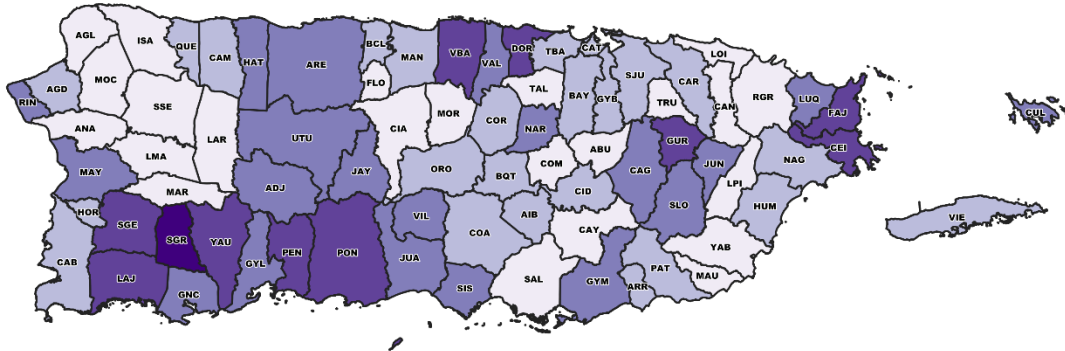 AGL
ISA
QUE
CAM
HAT
ARE
BCL
MAN
VBA
VAL
DOR
TBA
CAT
LOI
MOC
SSE
FLO
TAL
BAY
GYB
SJU
CAR
CAN
RGR
TRU
RIN
AGD
LUQ
FAJ
CUL
ANA
LAR
UTU
CIA
MOR
COR
NAR
ABU
GUR
CEI
LMA
MAY
ADJ
JAY
ORO
BQT
COM
CID
CAG
JUN
NAG
LPI
MAR
HOR
SGE
SGR
YAU
GYL
PEN
PON
VIL
JUA
COA
AIB
CAY
SLO
HUM
VIE
CAB
LAJ
GNC
SIS
SAL
GYM
ARR
PAT
YAB
MAU